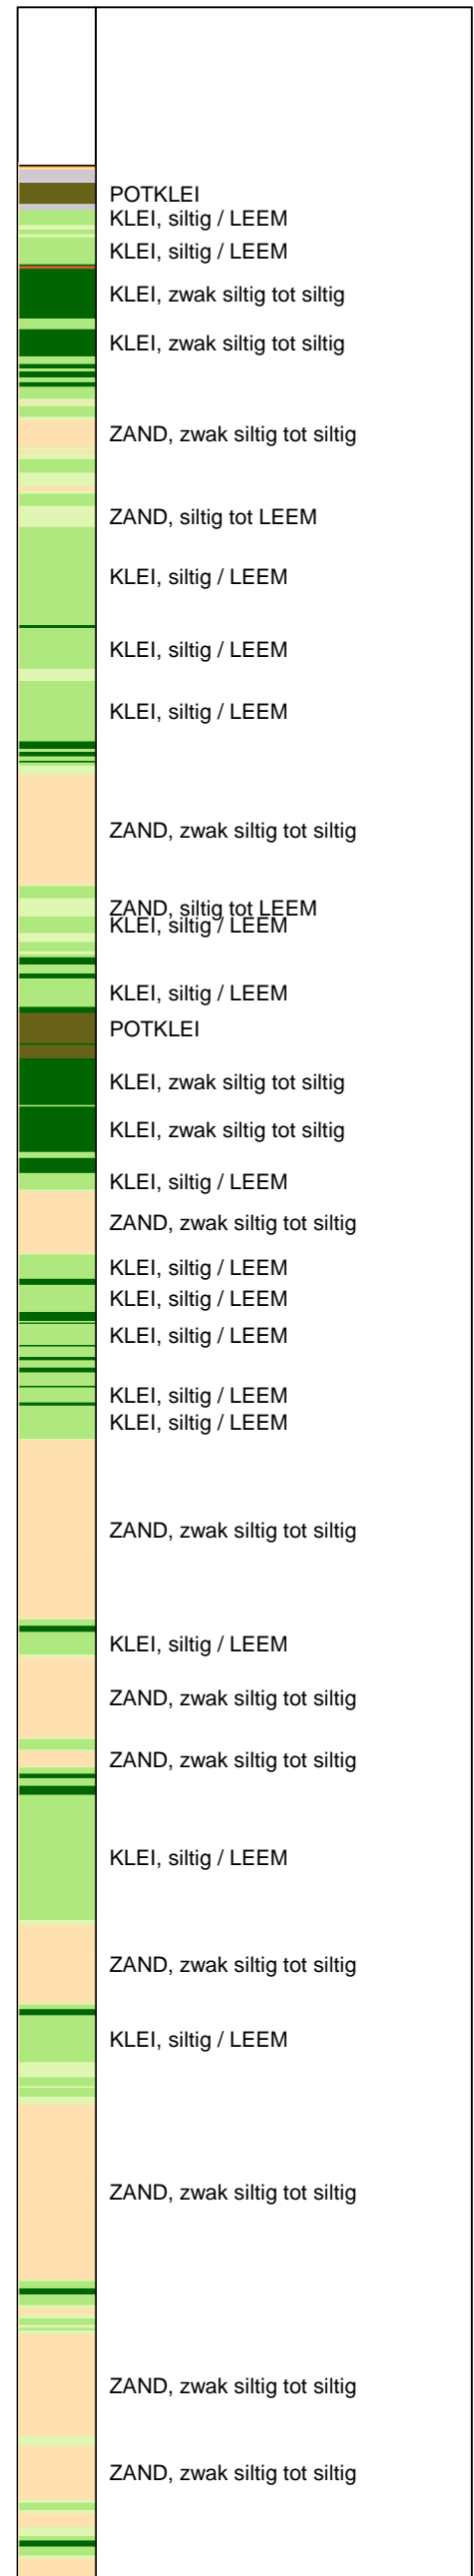 POTKLEI
KLEI, siltig / LEEM
KLEI, siltig / LEEM
KLEI, zwak siltig tot siltig
KLEI, zwak siltig tot siltig
ZAND, zwak siltig tot siltig
ZAND, siltig tot LEEM
KLEI, siltig / LEEM
KLEI, siltig / LEEM
KLEI, siltig / LEEM
ZAND, zwak siltig tot siltig
ZAND, siltig tot LEEM
KLEI, siltig / LEEM
KLEI, siltig / LEEM
POTKLEI
KLEI, zwak siltig tot siltig
KLEI, zwak siltig tot siltig
KLEI, siltig / LEEM
ZAND, zwak siltig tot siltig
KLEI, siltig / LEEM
KLEI, siltig / LEEM
KLEI, siltig / LEEM
KLEI, siltig / LEEM
KLEI, siltig / LEEM
ZAND, zwak siltig tot siltig
KLEI, siltig / LEEM
ZAND, zwak siltig tot siltig
ZAND, zwak siltig tot siltig
KLEI, siltig / LEEM
ZAND, zwak siltig tot siltig
KLEI, siltig / LEEM
ZAND, zwak siltig tot siltig
ZAND, zwak siltig tot siltig
ZAND, zwak siltig tot siltig